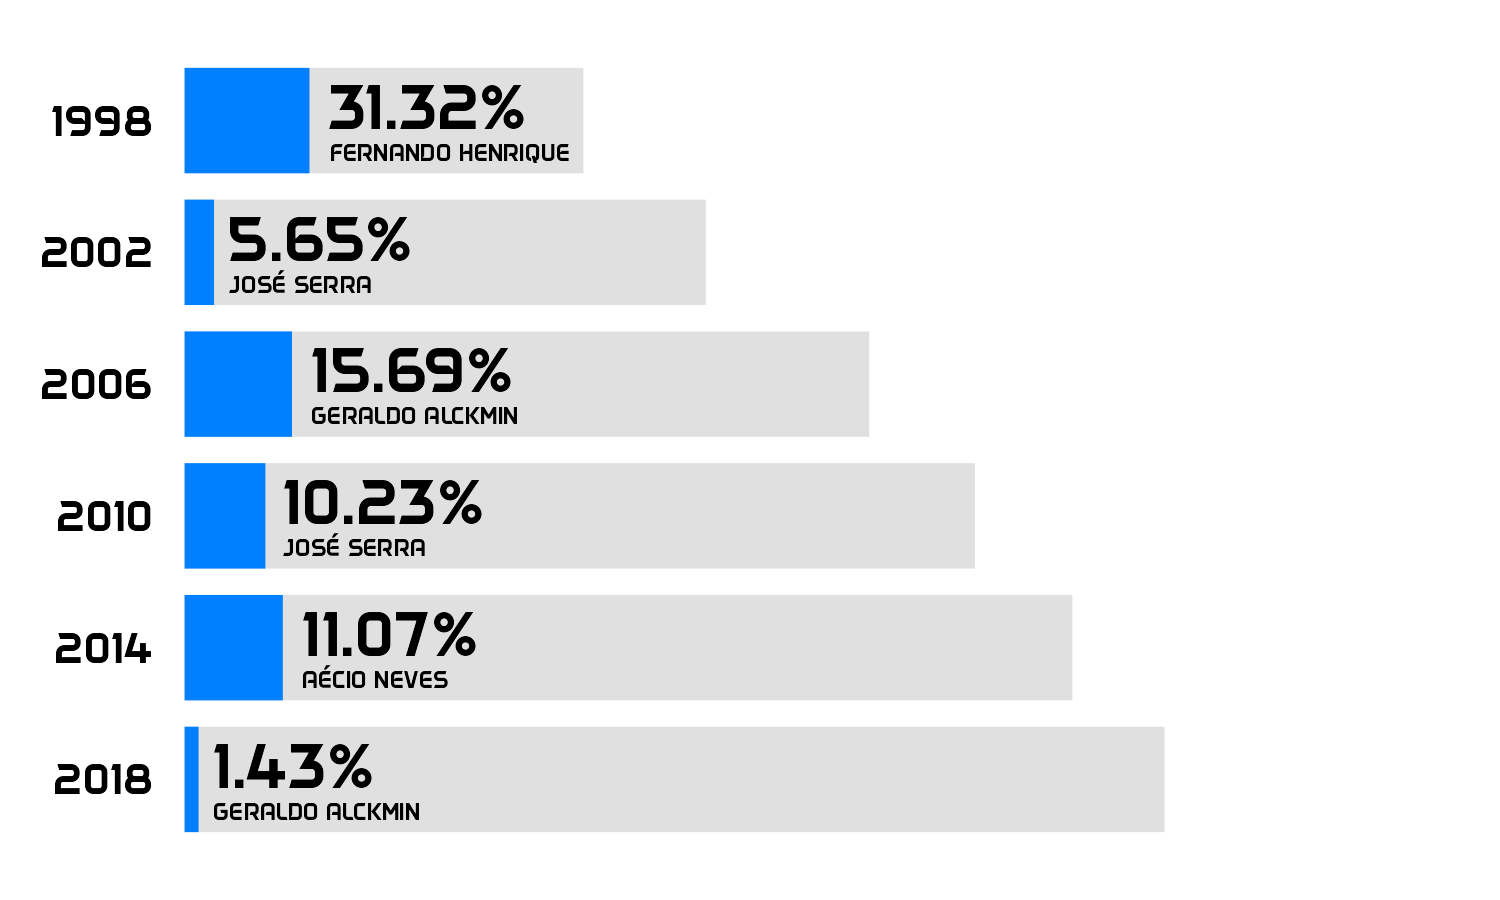 1998
31.32%
FERNANDO HENRIQUE
2002
5.65%
JOSÉ SERRA
2006
15.69%
GERALDO ALCKMIN
2010
10.23%
JOSÉ SERRA
2014
11.07%
AÉCIO NEVES
2018
1.43%
GERALDO ALCKMIN